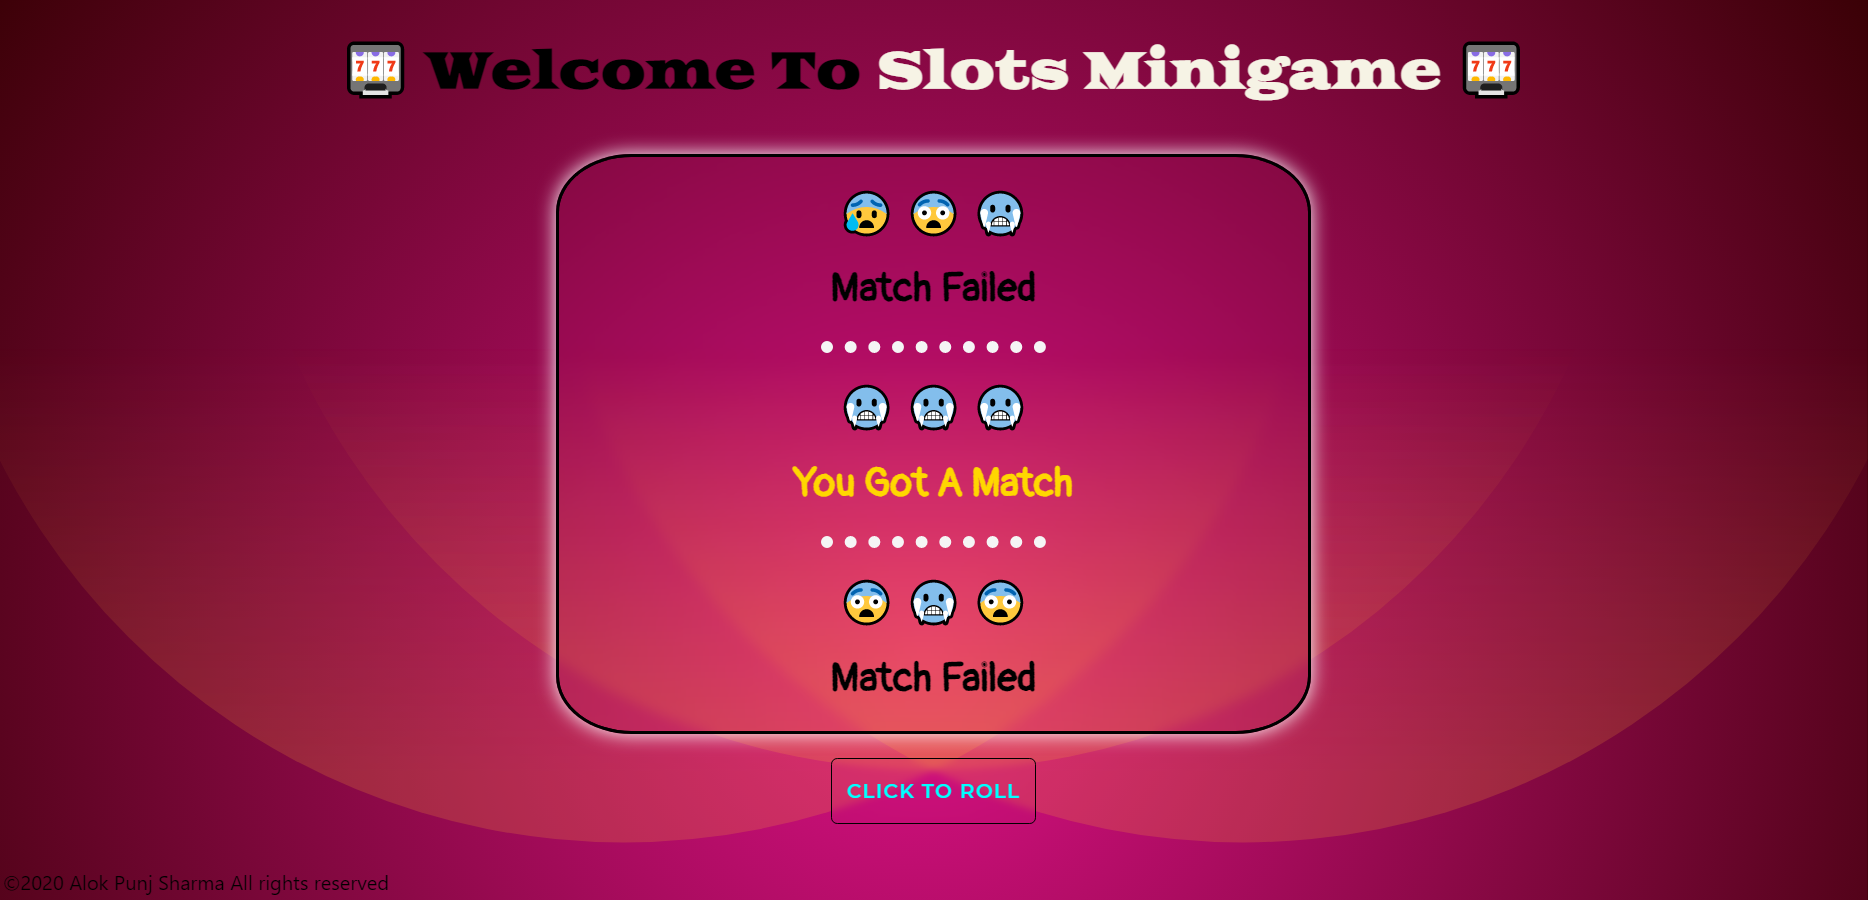 🎰 Welcome To Slots Minigame 🎰
😰 😨 🥶
Match Failed
🥶 🥶 🥶
You Got A Match
😨 🥶 😨
Match Failed
CLICK TO ROLL
©2020 Alok Punj Sharma All rights reserved